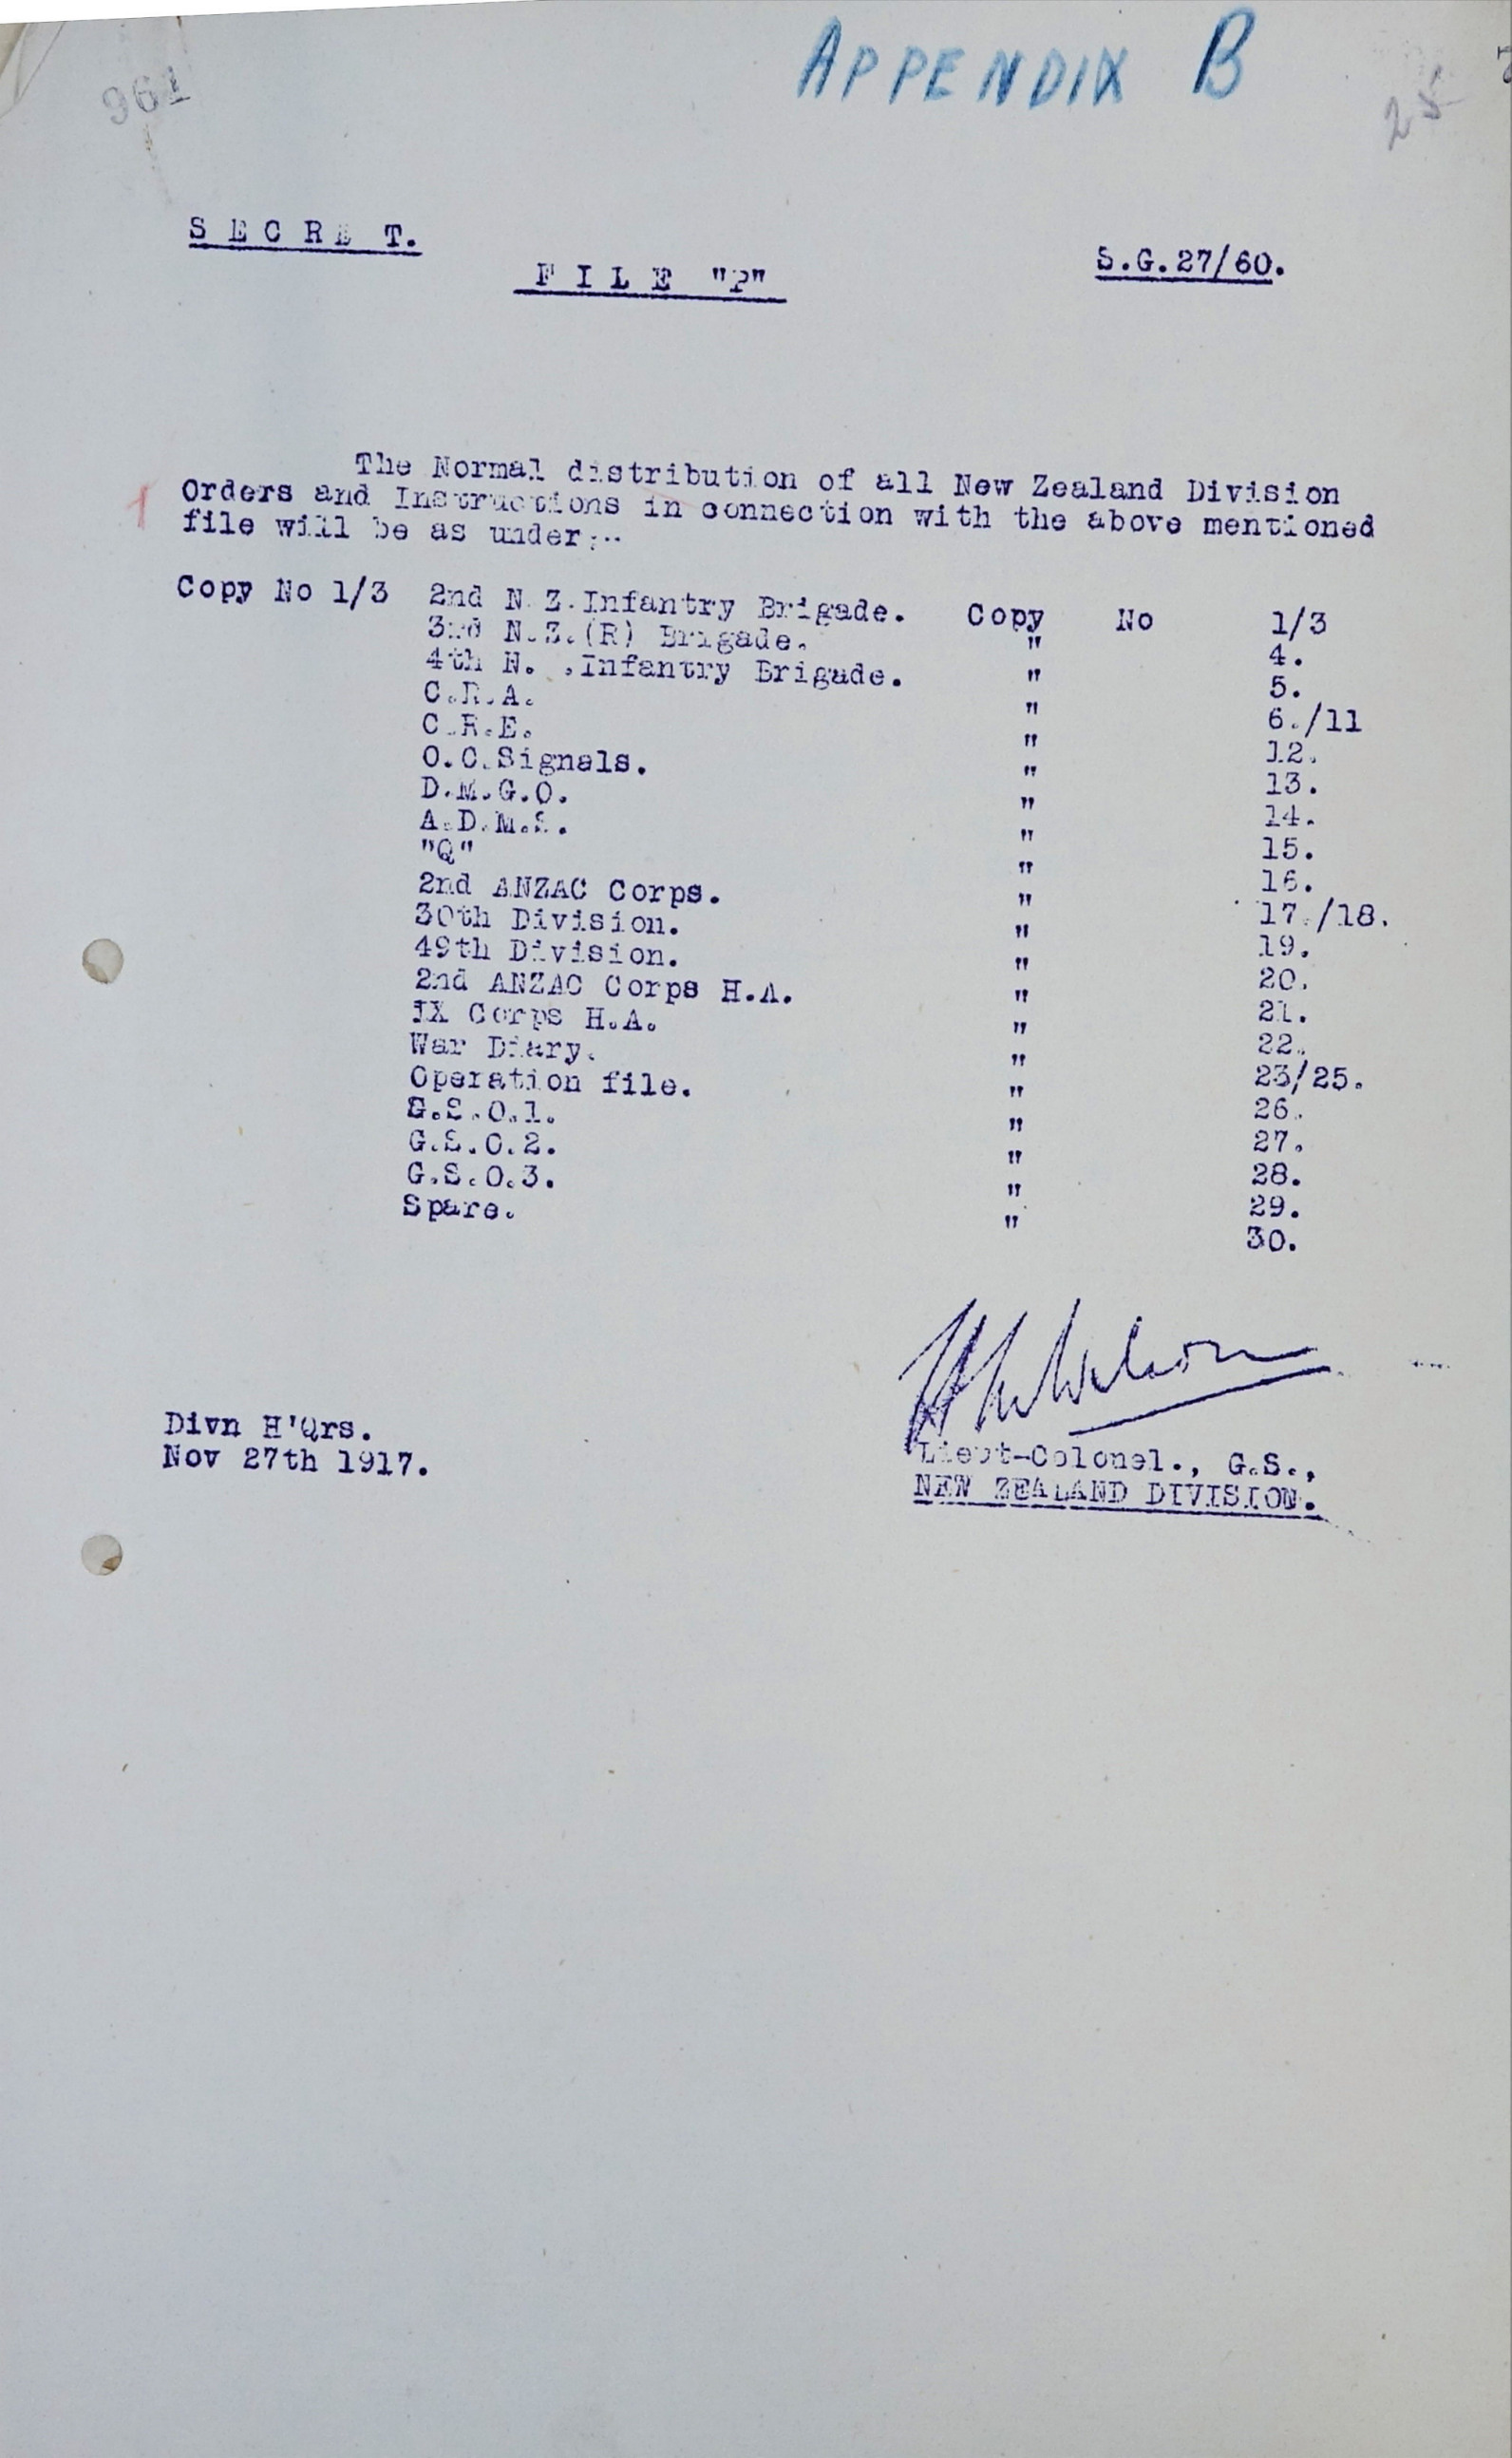 APPENDIX B
961
25
S E C R E T.
F I L E "P"
S.G.27/60.
The Normal distribution of all New Zealand Division
Orders and Instructions in connection with the above mentioned
file will be as under:-
Copy No 1/3 2nd N.Z.Infantry Brigade. Copy No 1/3
3rd N.Z.(R) Brigade. " 4.
4th N. .Infantry Brigade. " 5.
C.R.A. " 6./11
C.R.E. " 12.
O.C.Signals. " 13.
D.M.G.O. " 14.
A.D.M.S. " 15.
"Q" " 16.
2nd ANZAC Corps. " 17./18.
30th Division. " 19.
49th Division. " 20.
2nd ANZAC Corps H.A. " 21.
IX Corps H.A. " 22.
War Diary. " 23/25.
Operation file. " 26.
G.S.O.1. " 27.
G.S.O.2. " 28.
G.S.O.3. " 29.
Spare. " 30.
Wilson
Divn H'Qrs.
Nov 27th 1917.
Lieut-Colonel., G.S.,
NEW ZEALAND DIVISION.